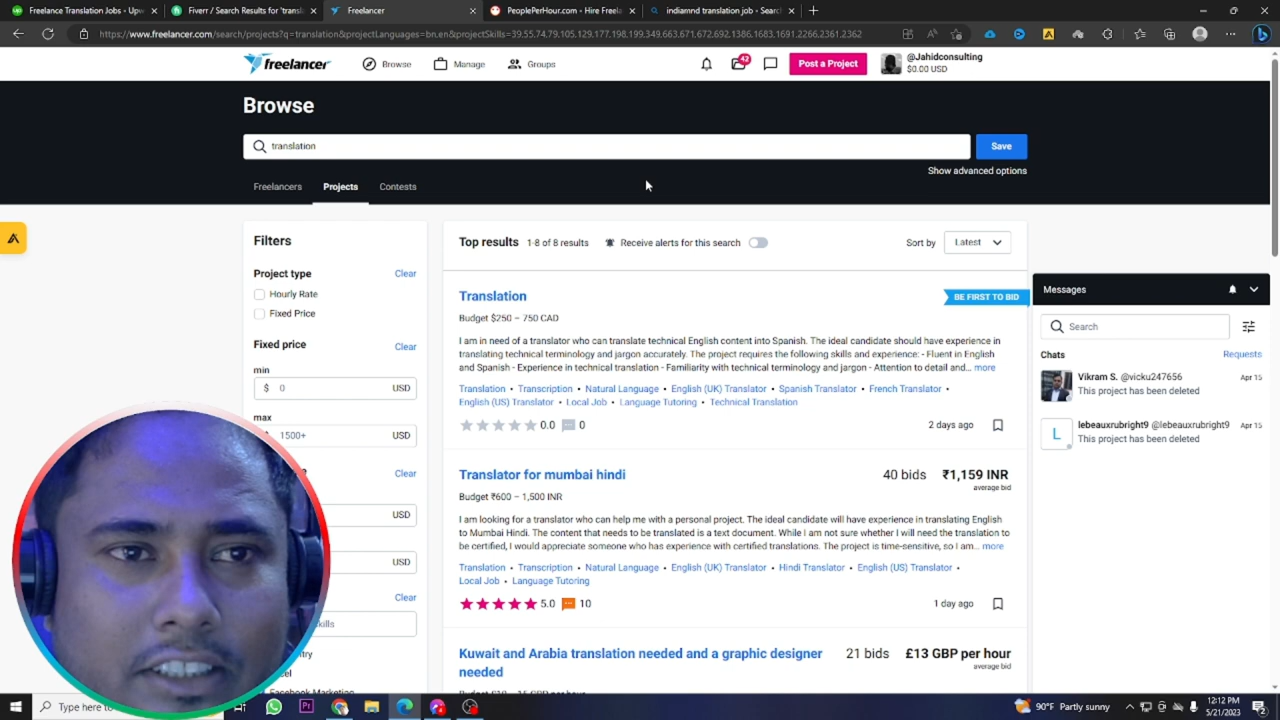 Freelance Translation Jobs - Upw
Fiverr / Search Results for 'transl
Freelancer
PeoplePerHour.com - Hire Freela
indiamnd translation job - Search
https://www.freelancer.com/search/projects?q=translation&projectLanguages=bn,en&projectSkills=39,55,74,79,105,129,177,198,199,349,663,671,672,692,1386,1683,1691,2266,2361,2362
freelancer
Browse
Manage
Groups
42
Post a Project
@Jahidconsulting
$0.00 USD
Browse
translation
Save
Show advanced options
Freelancers
Projects
Contests
Filters
Project type
Clear
Hourly Rate
Fixed Price
Fixed price
Clear
min
$ 0 USD
max
1500+ USD
Clear
USD
USD
Clear
kills
Facebook Marketing
Top results 1-8 of 8 results
Receive alerts for this search
Sort by
Latest
Translation
BE FIRST TO BID
Budget $250 – 750 CAD
I am in need of a translator who can translate technical English content into Spanish. The ideal candidate should have experience in
translating technical terminology and jargon accurately. The project requires the following skills and experience: - Fluent in English
and Spanish - Experience in technical translation - Familiarity with technical terminology and jargon - Attention to detail and... more
Translation • Transcription • Natural Language • English (UK) Translator • Spanish Translator • French Translator •
English (US) Translator • Local Job • Language Tutoring • Technical Translation
0.0 0
2 days ago
Translator for mumbai hindi
40 bids ₹1,159 INR
average bid
Budget ₹600 – 1,500 INR
I am looking for a translator who can help me with a personal project. The ideal candidate will have experience in translating English
to Mumbai Hindi. The content that needs to be translated is a text document. While I am not sure whether I will need the translation to
be certified, I would appreciate someone who has experience with certified translations. The project is time-sensitive, so I am... more
Translation • Transcription • Natural Language • English (UK) Translator • Hindi Translator • English (US) Translator •
Local Job • Language Tutoring
5.0 10
1 day ago
Kuwait and Arabia translation needed and a graphic designer
needed
21 bids £13 GBP per hour
average bid
Messages
Search
Chats
Requests
Vikram S. @vicku247656
Apr 15
This project has been deleted
L
lebeauxrubright9 @lebeauxrubright9
Apr 15
This project has been deleted
Type here to
90°F Partly sunny
12:12 PM
5/21/2023
2